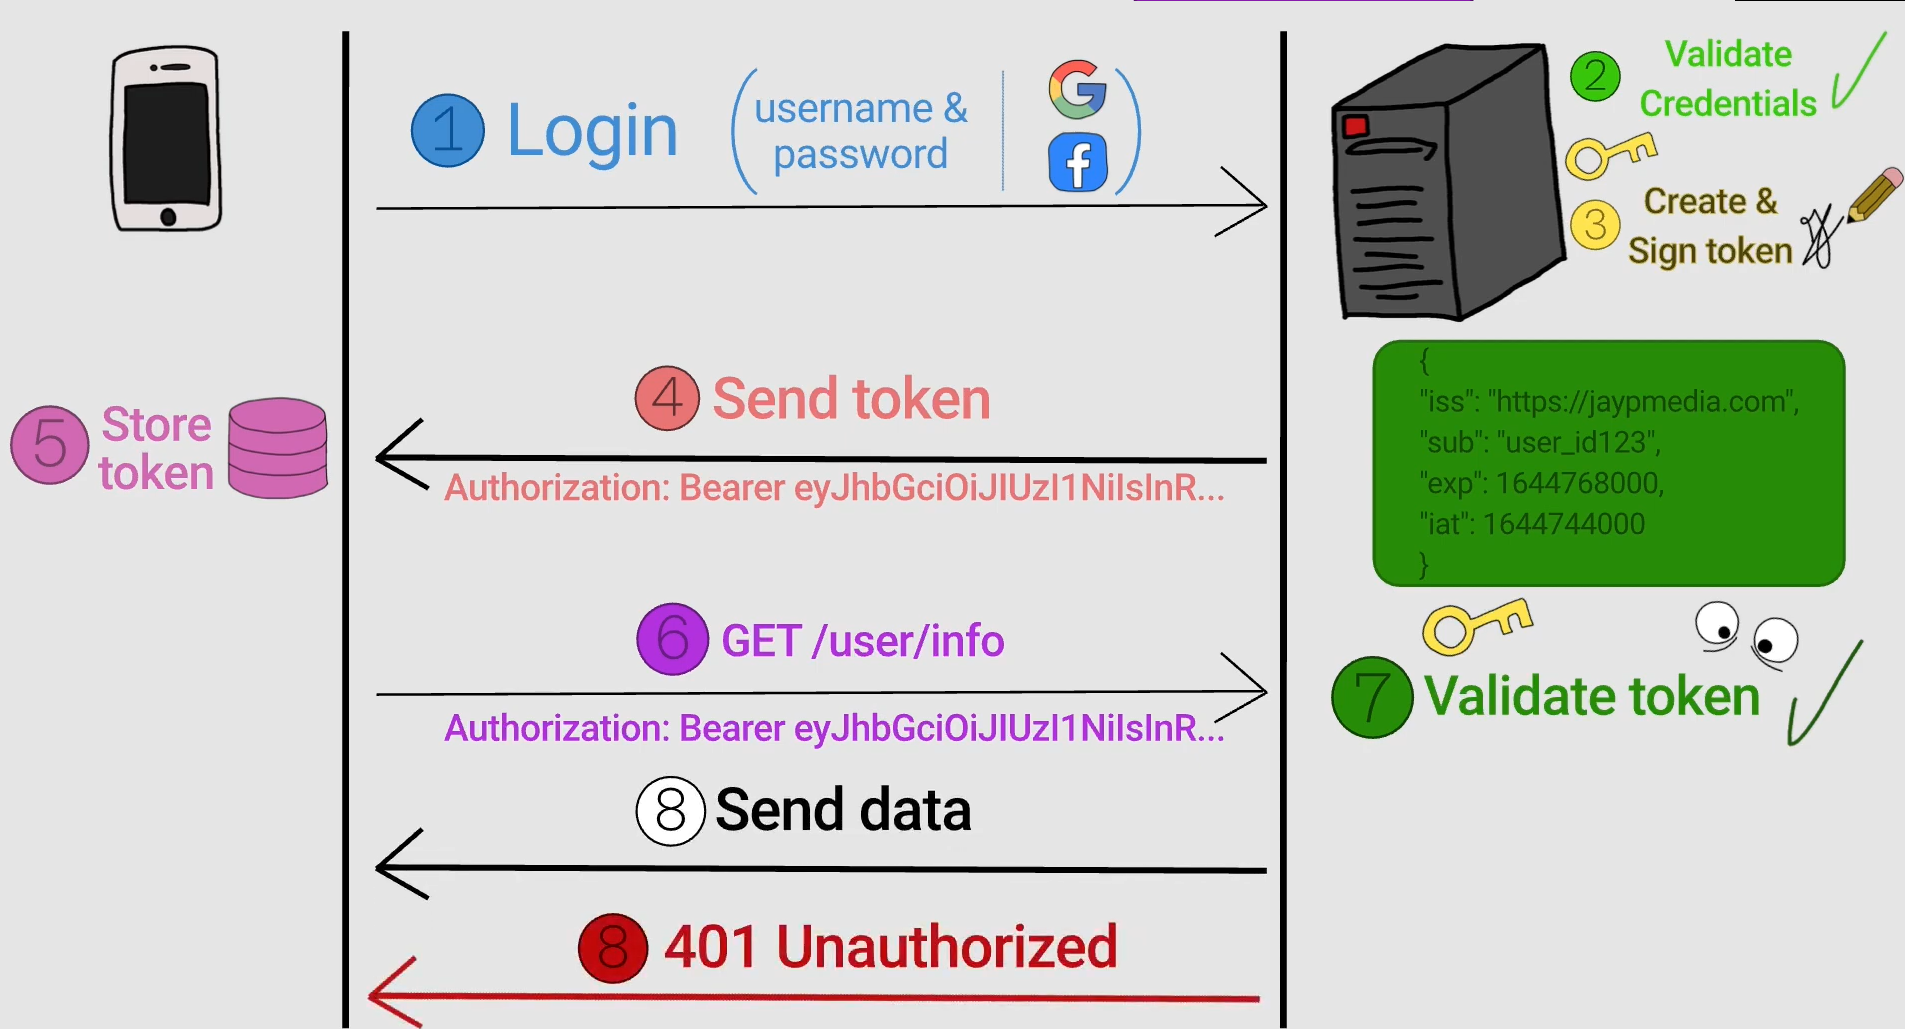 1 Login
username &
password
G
f
2 Validate
Credentials
3 Create &
Sign token
4 Send token
Authorization: Bearer eyJhbGciOiJIUzI1NiIsInR...
5 Store
token
{
"iss": "https://jaypmedia.com",
"sub": "user_id123",
"exp": 1644768000,
"iat": 1644744000
}
6 GET /user/info
Authorization: Bearer eyJhbGciOiJIUzI1NiIsInR...
7 Validate token
8 Send data
8 401 Unauthorized